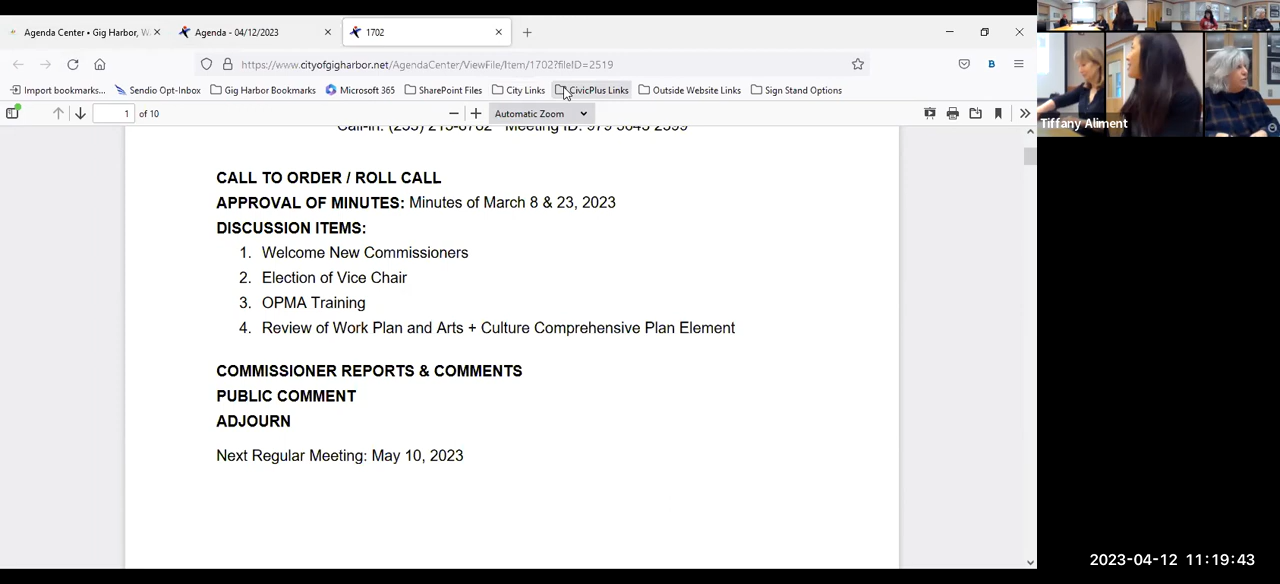 Agenda Center • Gig Harbor, W
Agenda - 04/12/2023
1702
https://www.cityofgigharbor.net/AgendaCenter/ViewFile/Item/1702?fileID=2519
Import bookmarks...
Sendio Opt-Inbox
Gig Harbor Bookmarks
Microsoft 365
SharePoint Files
City Links
CivicPlus Links
Outside Website Links
Sign Stand Options
1 of 10
Automatic Zoom
CALL TO ORDER / ROLL CALL
APPROVAL OF MINUTES: Minutes of March 8 & 23, 2023
DISCUSSION ITEMS:
1. Welcome New Commissioners
2. Election of Vice Chair
3. OPMA Training
4. Review of Work Plan and Arts + Culture Comprehensive Plan Element
COMMISSIONER REPORTS & COMMENTS
PUBLIC COMMENT
ADJOURN
Next Regular Meeting: May 10, 2023
Tiffany Aliment
2023-04-12 11:19:43